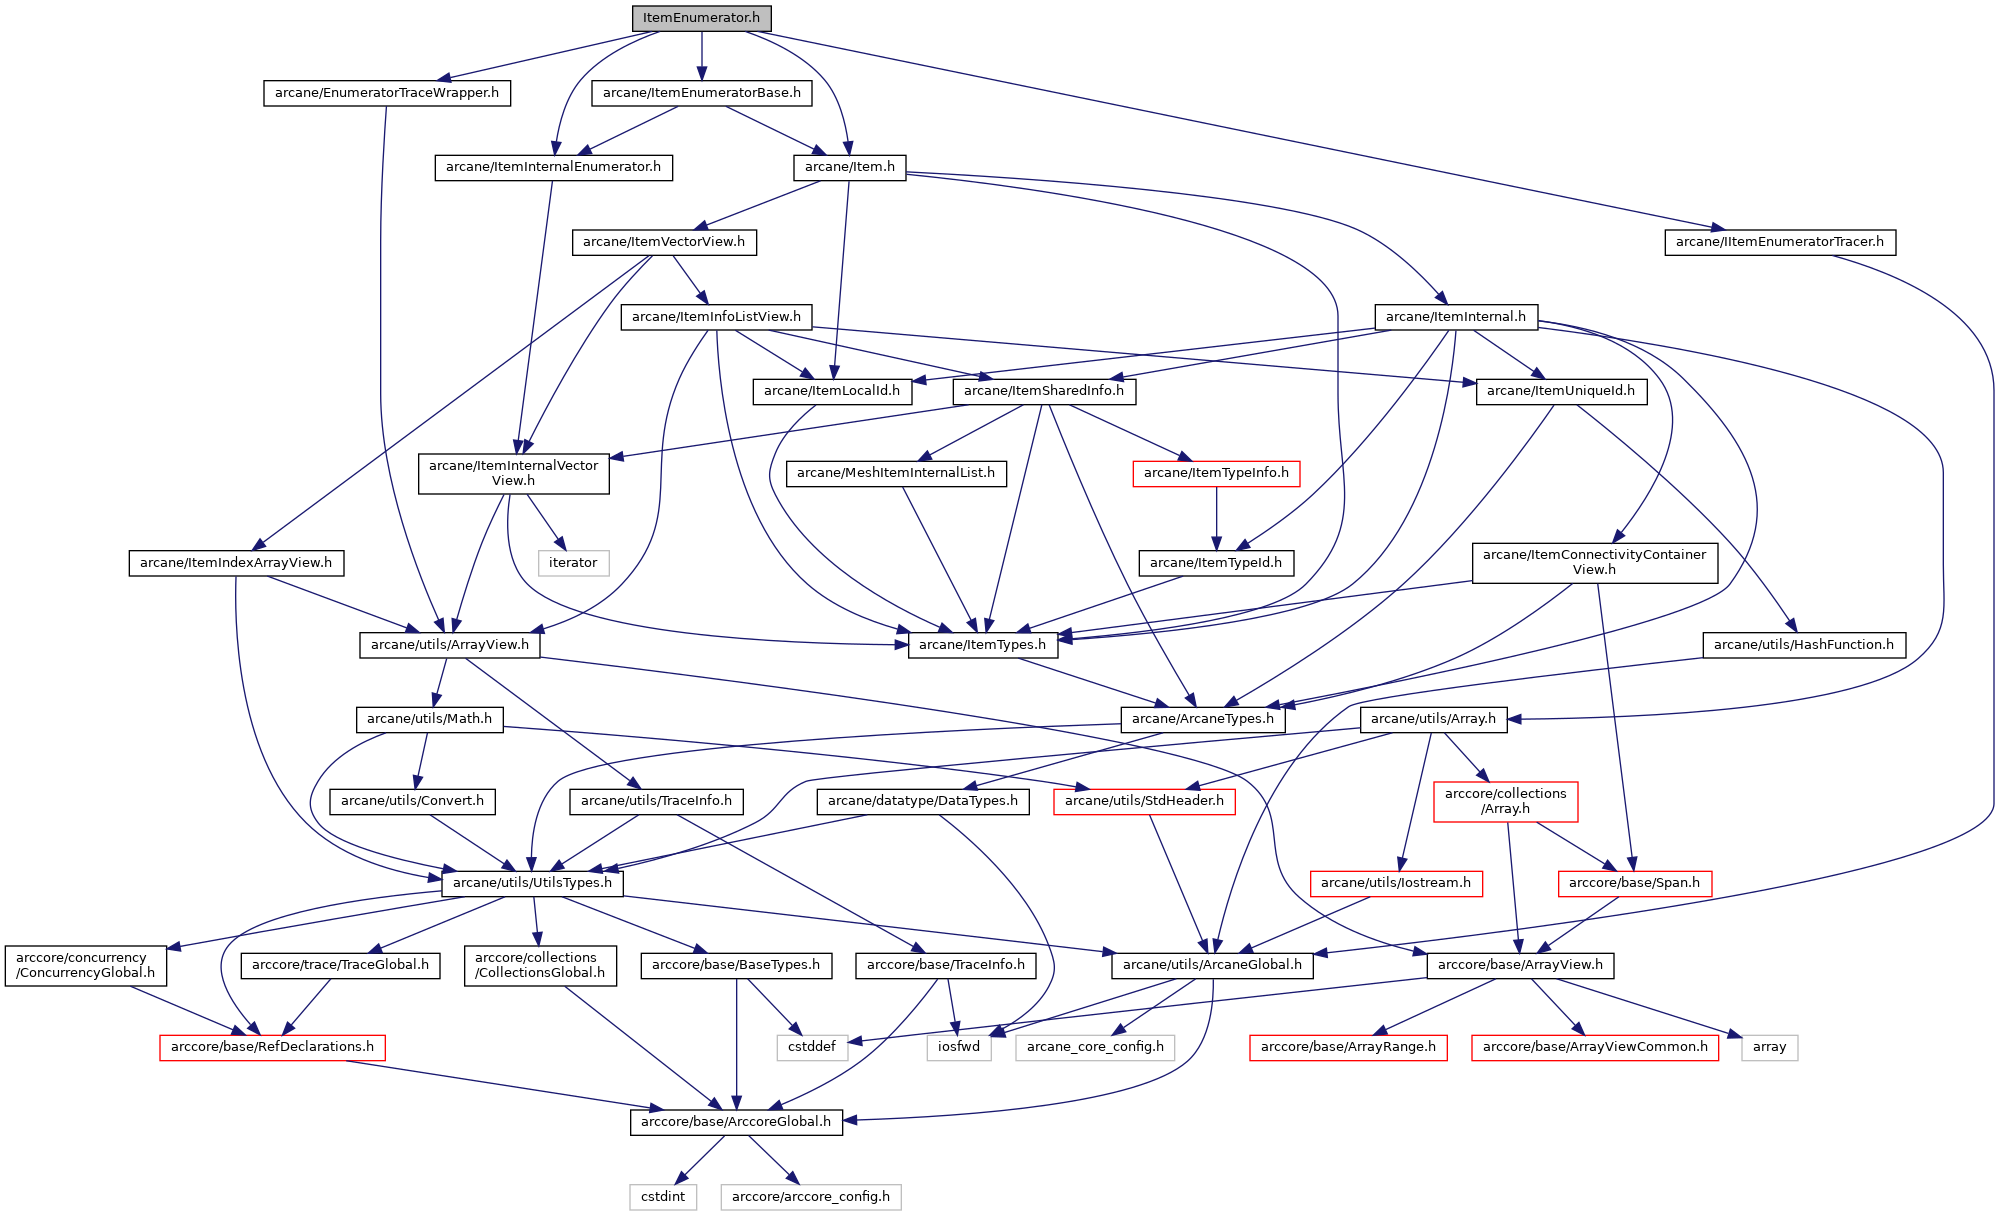 ItemEnumerator.h
arcane/EnumeratorTraceWrapper.h
arcane/ItemEnumeratorBase.h
arcane/ItemInternalEnumerator.h
arcane/Item.h
arcane/ItemVectorView.h
arcane/IItemEnumeratorTracer.h
arcane/ItemInfoListView.h
arcane/ItemInternal.h
arcane/ItemLocalId.h
arcane/ItemSharedInfo.h
arcane/ItemUniqueId.h
arcane/ItemInternalVector
View.h
arcane/MeshItemInternalList.h
arcane/ItemTypeInfo.h
arcane/ItemIndexArrayView.h
iterator
arcane/ItemTypeId.h
arcane/ItemConnectivityContainer
View.h
arcane/utils/ArrayView.h
arcane/ItemTypes.h
arcane/utils/HashFunction.h
arcane/utils/Math.h
arcane/ArcaneTypes.h
arcane/utils/Array.h
arcane/utils/Convert.h
arcane/utils/TraceInfo.h
arcane/datatype/DataTypes.h
arcane/utils/StdHeader.h
arccore/collections
/Array.h
arcane/utils/UtilsTypes.h
arcane/utils/Iostream.h
arccore/base/Span.h
arccore/concurrency
/ConcurrencyGlobal.h
arccore/trace/TraceGlobal.h
arccore/collections
/CollectionsGlobal.h
arccore/base/BaseTypes.h
arccore/base/TraceInfo.h
arcane/utils/ArcaneGlobal.h
arccore/base/ArrayView.h
arccore/base/RefDeclarations.h
cstddef
iosfwd
arcane_core_config.h
arccore/base/ArrayRange.h
arccore/base/ArrayViewCommon.h
array
arccore/base/ArccoreGlobal.h
cstdint
arccore/arccore_config.h